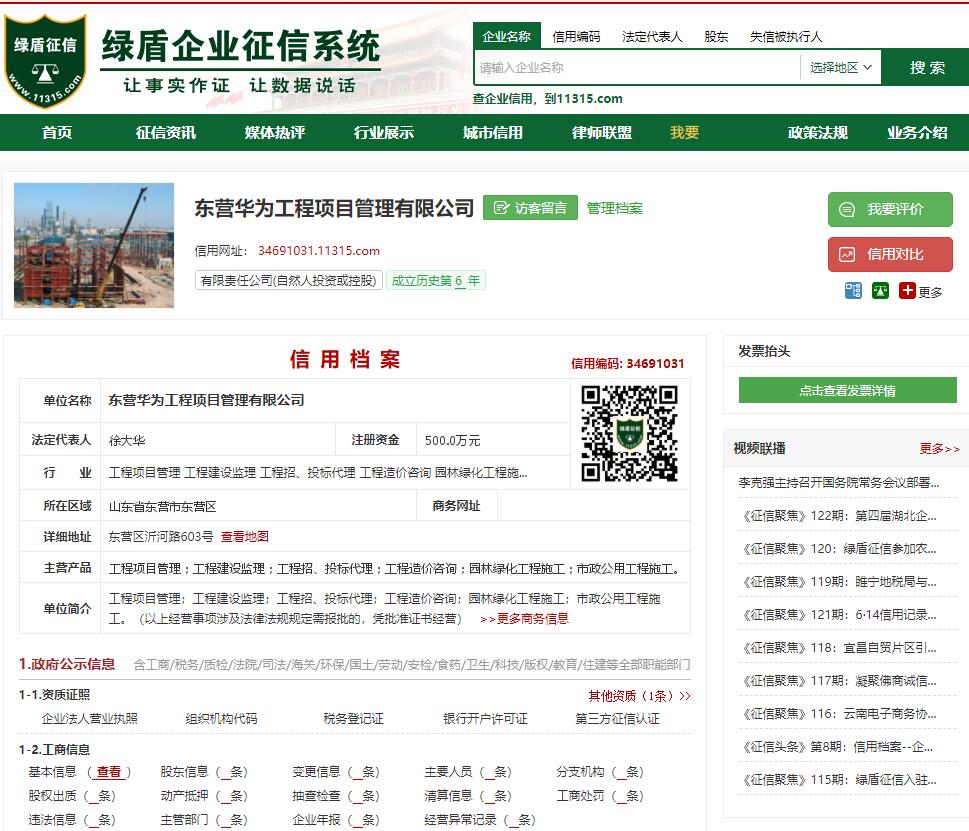 绿盾征信
www.11315.com
绿盾企业征信系统
让事实作证 让数据说话
企业名称 信用编码 法定代表人 股东 失信被执行人
请输入企业名称 选择地区 搜索
查企业信用，到11315.com
首页 征信资讯 媒体热评 行业展示 城市信用 律师联盟 我要 政策法规 业务介绍
东营华为工程项目管理有限公司 访客留言 管理档案
信用网址： 34691031.11315.com
有限责任公司(自然人投资或控股) 成立历史第 6 年
我要评价
信用对比
更多
信 用 档 案
信用编码: 34691031
单位名称 东营华为工程项目管理有限公司
绿盾征信
法定代表人 徐大华 注册资金 500.0万元
行 业 工程项目管理 工程建设监理 工程招、投标代理 工程造价咨询 园林绿化工程施...
所在区域 山东省东营市东营区 商务网址
详细地址 东营区沂河路603号 查看地图
主营产品 工程项目管理；工程建设监理；工程招、投标代理；工程造价咨询；园林绿化工程施工；市政公用工程施工。
单位简介 工程项目管理；工程建设监理；工程招、投标代理；工程造价咨询；园林绿化工程施工；市政公用工程施
工。（以上经营事项涉及法律法规规定需报批的，凭批准证书经营） >>更多商务信息
1.政府公示信息 含工商/税务/质检/法院/司法/海关/环保/国土/劳动/安检/食药/卫生/科技/版权/教育/住建等全部职能部门
1-1.资质证照 其他资质（1条）>>
企业法人营业执照 组织机构代码 税务登记证 银行开户许可证 第三方征信认证
1-2.工商信息
基本信息 （ 查看 ） 股东信息（_条） 变更信息（_条） 主要人员（_条） 分支机构（_条）
股权出质（_条） 动产抵押（_条） 抽查检查（_条） 清算信息（_条） 工商处罚（_条）
违法信息（_条） 主管部门（_条） 企业年报（_条） 经营异常记录（_条）
发票抬头
点击查看发票详情
视频联播 更多>>
李克强主持召开国务院常务会议部署...
《征信聚焦》122期：第四届湖北企...
《征信聚焦》120：绿盾征信参加农...
《征信聚焦》119期：睢宁地税局与...
《征信聚焦》121期：6·14信用记录...
《征信聚焦》118：宜昌自贸片区引...
《征信聚焦》117期：凝聚佛商诚信...
《征信聚焦》116：云南电子商务协...
《征信头条》第8期：信用档案--企...
《征信聚焦》115期：绿盾征信入驻...